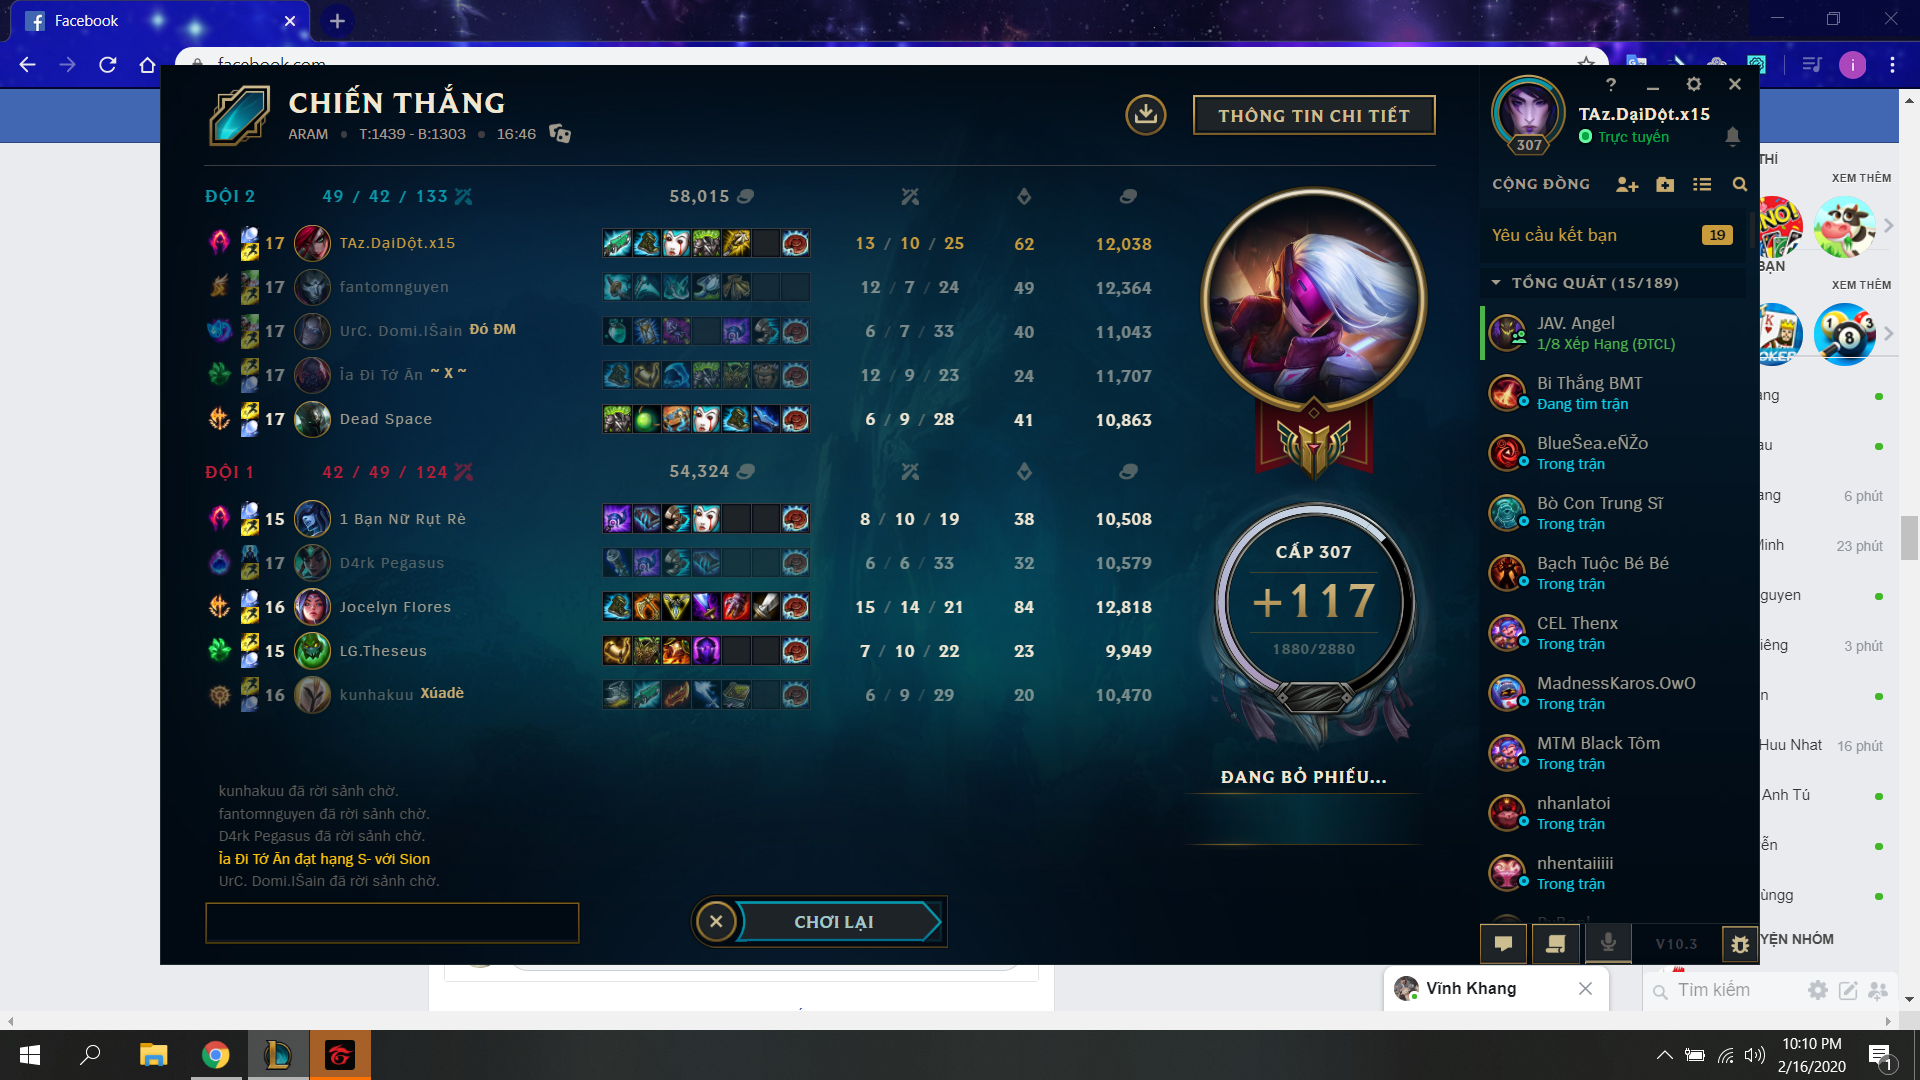 Facebook
facebook.com
CHIẾN THẮNG
ARAM • T:1439 - B:1303 • 16:46
THÔNG TIN CHI TIẾT
ĐỘI 2 49 / 42 / 133 58,015
17 TAz.DạiDột.x15 13 / 10 / 25 62 12,038
17 fantomnguyen 12 / 7 / 24 49 12,364
17 UrC. Domi.IŠain Đó ĐM 6 / 7 / 33 40 11,043
17 Ỉa Đi Tớ Ăn ~ X ~ 12 / 9 / 23 24 11,707
17 Dead Space 6 / 9 / 28 41 10,863
ĐỘI 1 42 / 49 / 124 54,324
15 1 Bạn Nữ Rụt Rè 8 / 10 / 19 38 10,508
17 D4rk Pegasus 6 / 6 / 33 32 10,579
16 Jocelyn Flores 15 / 14 / 21 84 12,818
15 LG.Theseus 7 / 10 / 22 23 9,949
16 kunhakuu Xúadè 6 / 9 / 29 20 10,470
kunhakuu đã rời sảnh chờ.
fantomnguyen đã rời sảnh chờ.
D4rk Pegasus đã rời sảnh chờ.
Ỉa Đi Tớ Ăn đạt hạng S- với Sion
UrC. Domi.IŠain đã rời sảnh chờ.
CHƠI LẠI
CẤP 307
+117
1880/2880
ĐANG BỎ PHIẾU...
307
TAz.DạiDột.x15
Trực tuyến
CỘNG ĐỒNG
Yêu cầu kết bạn 19
TỔNG QUÁT (15/189)
JAV. Angel
1/8 Xếp Hạng (ĐTCL)
Bi Thắng BMT
Đang tìm trận
BlueŠea.eÑŽo
Trong trận
Bò Con Trung Sĩ
Trong trận
Bạch Tuộc Bé Bé
Trong trận
CEL Thenx
Trong trận
MadnessKaros.OwO
Trong trận
MTM Black Tôm
Trong trận
nhanlatoi
Trong trận
nhentaiiiii
Trong trận
V10.3
THÍ
XEM THÊM
BẠN
XEM THÊM
ang
au
ang 6 phút
Minh 23 phút
guyen
iêng 3 phút
n
Huu Nhat 16 phút
Anh Tú
ễn
ùngg
YỆN NHÓM
Vĩnh Khang
Tìm kiếm
10:10 PM
2/16/2020
1